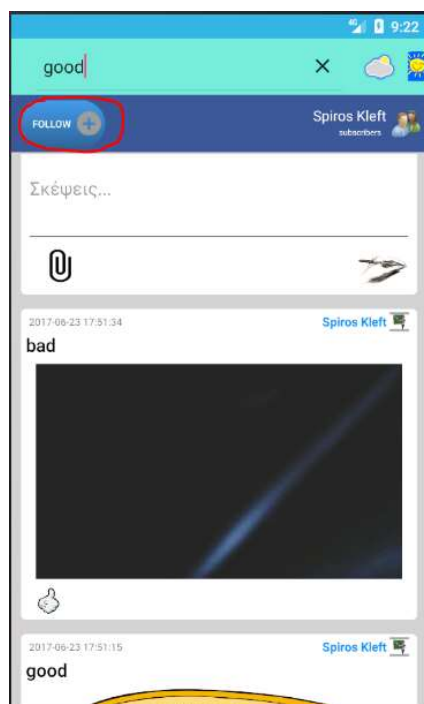 4G 9:22
good
FOLLOW
Spiros Kleft
subscribers
Σκέψεις...
2017-06-23 17:51:34 Spiros Kleft
bad
2017-06-23 17:51:15 Spiros Kleft
good